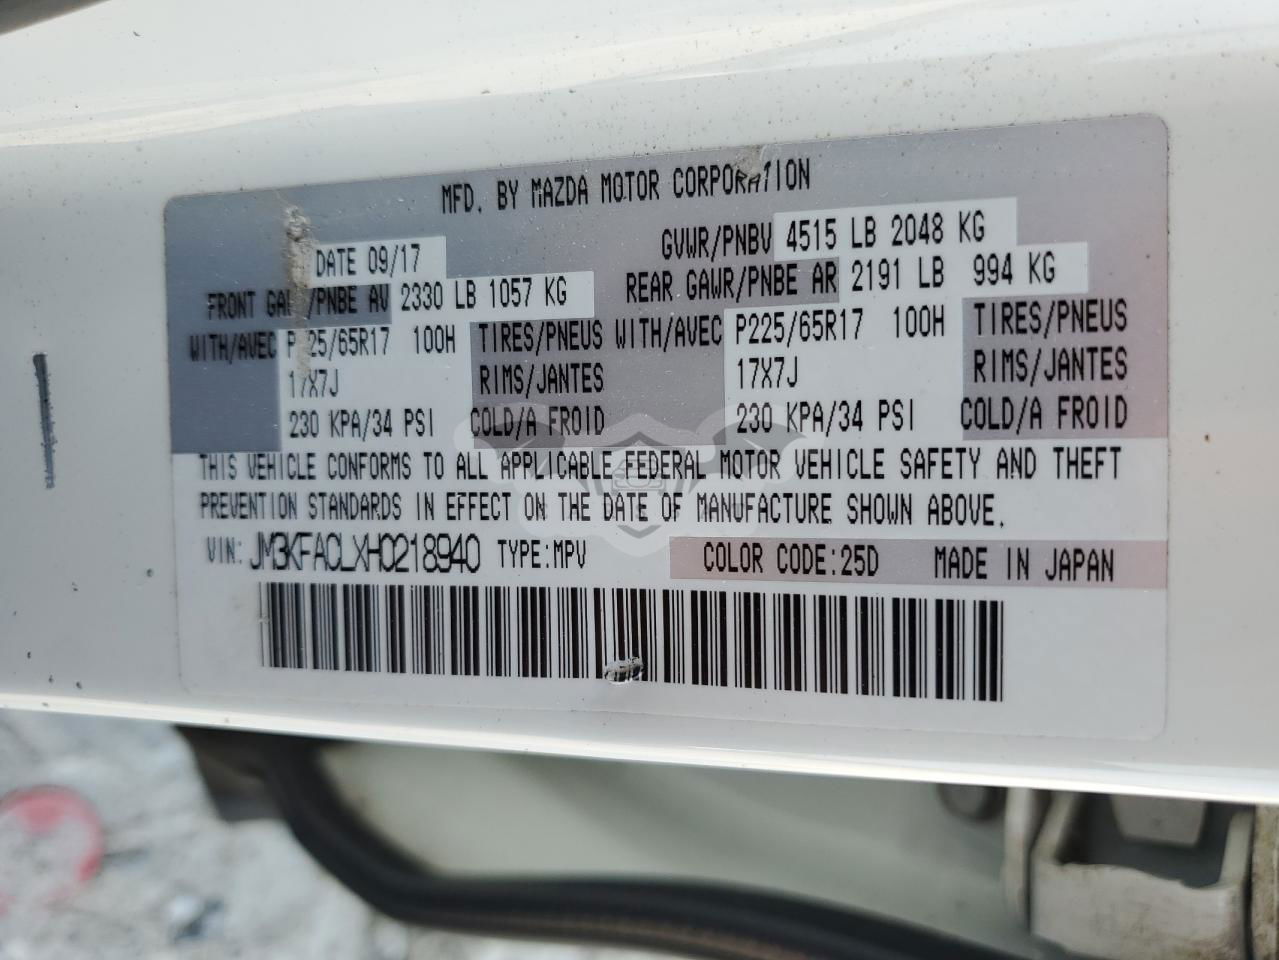 MFD. BY MAZDA MOTOR CORPORATION
DATE 09/17 GVWR/PNBV 4515 LB 2048 KG
FRONT GAWR/PNBE AV 2330 LB 1057 KG REAR GAWR/PNBE AR 2191 LB 994 KG
WITH/AVEC P225/65R17 100H TIRES/PNEUS WITH/AVEC P225/65R17 100H TIRES/PNEUS
17X7J RIMS/JANTES 17X7J RIMS/JANTES
230 KPA/34 PSI COLD/A FROID 230 KPA/34 PSI COLD/A FROID
THIS VEHICLE CONFORMS TO ALL APPLICABLE FEDERAL MOTOR VEHICLE SAFETY AND THEFT
PREVENTION STANDARDS IN EFFECT ON THE DATE OF MANUFACTURE SHOWN ABOVE.
VIN: JM3KFACLXH0218940 TYPE:MPV COLOR CODE:25D MADE IN JAPAN